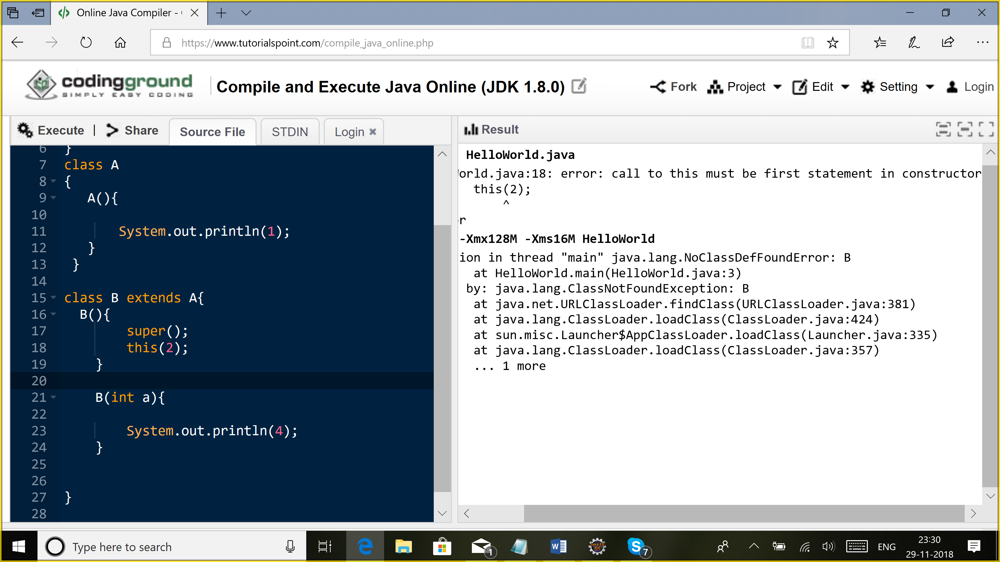 Online Java Compiler -
https://www.tutorialspoint.com/compile_java_online.php
codingground
SIMPLY EASY CODING
Compile and Execute Java Online (JDK 1.8.0)
Fork Project Edit Setting Login
Execute | Share Source File STDIN Login
Result
6 }
7 class A
8 {
9 A(){
10
11 System.out.println(1);
12 }
13 }
14
15 class B extends A{
16 B(){
17 super();
18 this(2);
19 }
20
21 B(int a){
22
23 System.out.println(4);
24 }
25
26
27 }
28
HelloWorld.java
orld.java:18: error: call to this must be first statement in constructor
this(2);
^
r
-Xmx128M -Xms16M HelloWorld
ion in thread "main" java.lang.NoClassDefFoundError: B
at HelloWorld.main(HelloWorld.java:3)
by: java.lang.ClassNotFoundException: B
at java.net.URLClassLoader.findClass(URLClassLoader.java:381)
at java.lang.ClassLoader.loadClass(ClassLoader.java:424)
at sun.misc.Launcher$AppClassLoader.loadClass(Launcher.java:335)
at java.lang.ClassLoader.loadClass(ClassLoader.java:357)
... 1 more
Type here to search
1
W
Java EE
IDE
S
7
ENG
23:30
29-11-2018